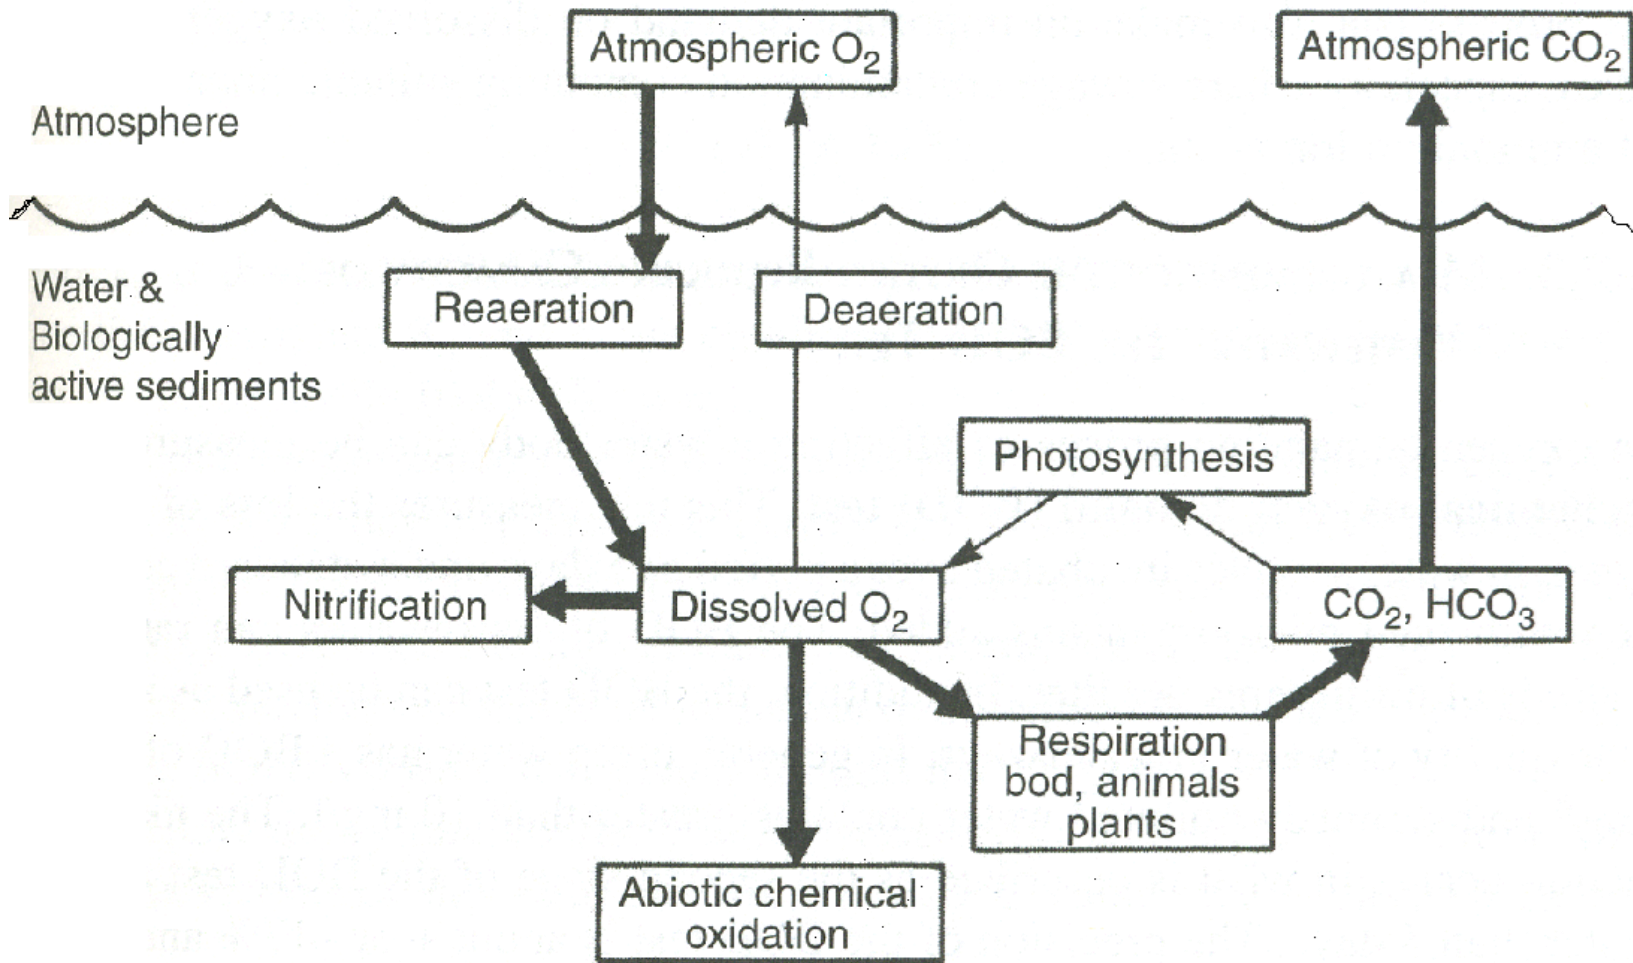 Atmospheric O₂
Atmospheric CO₂
Atmosphere
Water &
Biologically
active sediments
Reaeration
Deaeration
Photosynthesis
Nitrification
Dissolved O₂
CO₂, HCO₃
Respiration
bod, animals
plants
Abiotic chemical
oxidation